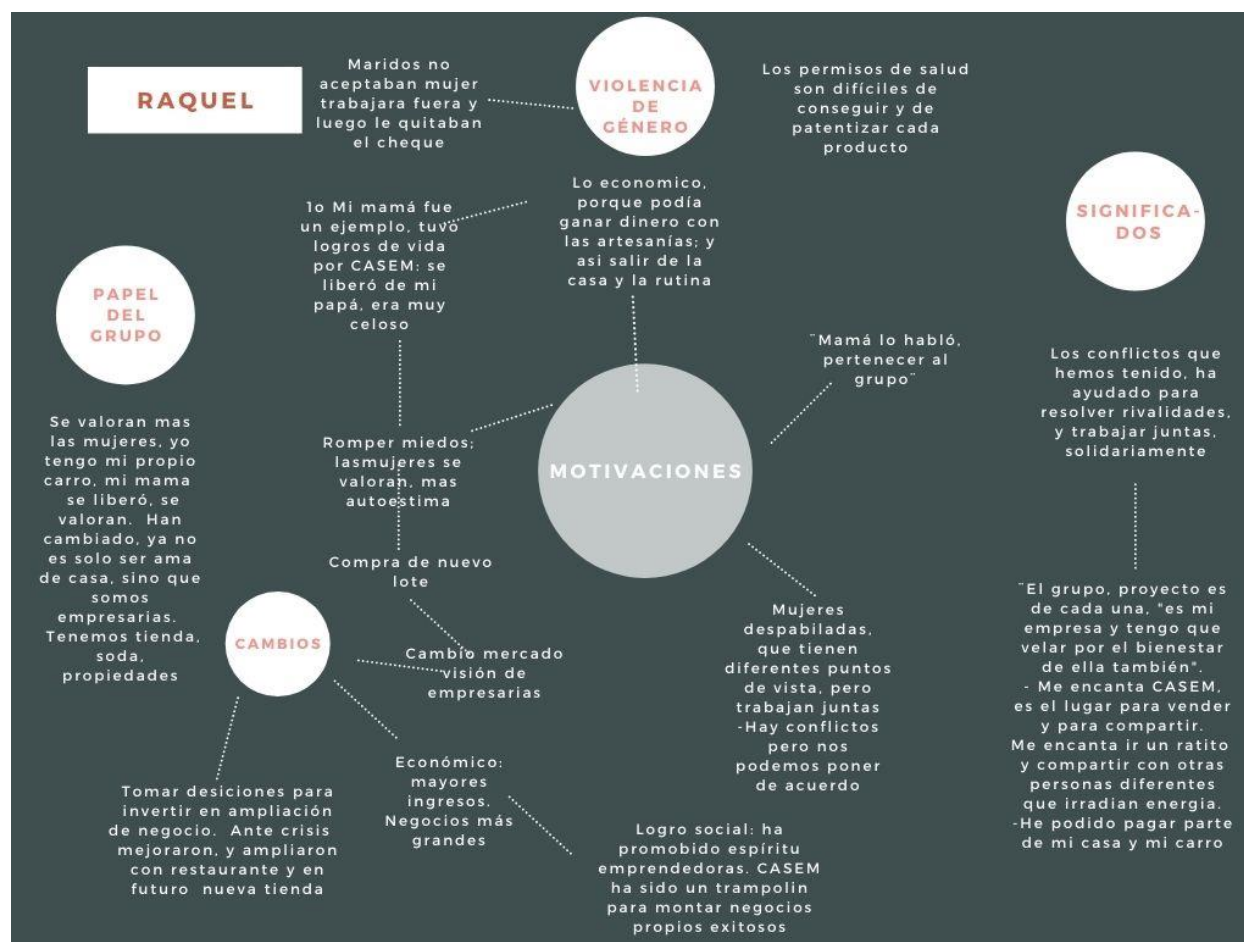 RAQUEL
Maridos no
aceptaban mujer
trabajara fuera y
luego le quitaban
el cheque
VIOLENCIA
DE
GÉNERO
Los permisos de salud
son difíciles de
conseguir y de
patentizar cada
producto
1o Mi mamá fue
un ejemplo, tuvo
logros de vida
por CASEM: se
liberó de mi
papá, era muy
celoso
Lo economico,
porque podía
ganar dinero con
las artesanías; y
asi salir de la
casa y la rutina
SIGNIFICA-
DOS
PAPEL
DEL
GRUPO
¨Mamá lo habló,
pertenecer al
grupo¨
Los conflictos que
hemos tenido, ha
ayudado para
resolver rivalidades,
y trabajar juntas,
solidariamente
Se valoran mas
las mujeres, yo
tengo mi propio
carro, mi mama
se liberó, se
valoran. Han
cambiado, ya no
es solo ser ama
de casa, sino que
somos
empresarias.
Tenemos tienda,
soda,
propiedades
Romper miedos;
lasmujeres se
valoran, mas
autoestima
MOTIVACIONES
Compra de nuevo
lote
CAMBIOS
Cambio mercado
visión de
empresarias
Mujeres
despabiladas,
que tienen
diferentes puntos
de vista, pero
trabajan juntas
-Hay conflictos
pero nos
podemos poner
de acuerdo
¨El grupo, proyecto es
de cada una, "es mi
empresa y tengo que
velar por el bienestar
de ella también".
- Me encanta CASEM,
es el lugar para vender
y para compartir.
Me encanta ir un ratito
y compartir con otras
personas diferentes
que irradian energia.
-He podido pagar parte
de mi casa y mi carro
Tomar desiciones para
invertir en ampliación
de negocio. Ante crisis
mejoraron, y ampliaron
con restaurante y en
futuro nueva tienda
Económico:
mayores
ingresos.
Negocios más
grandes
Logro social: ha
promobido espíritu
emprendedoras. CASEM
ha sido un trampolin
para montar negocios
propios exitosos